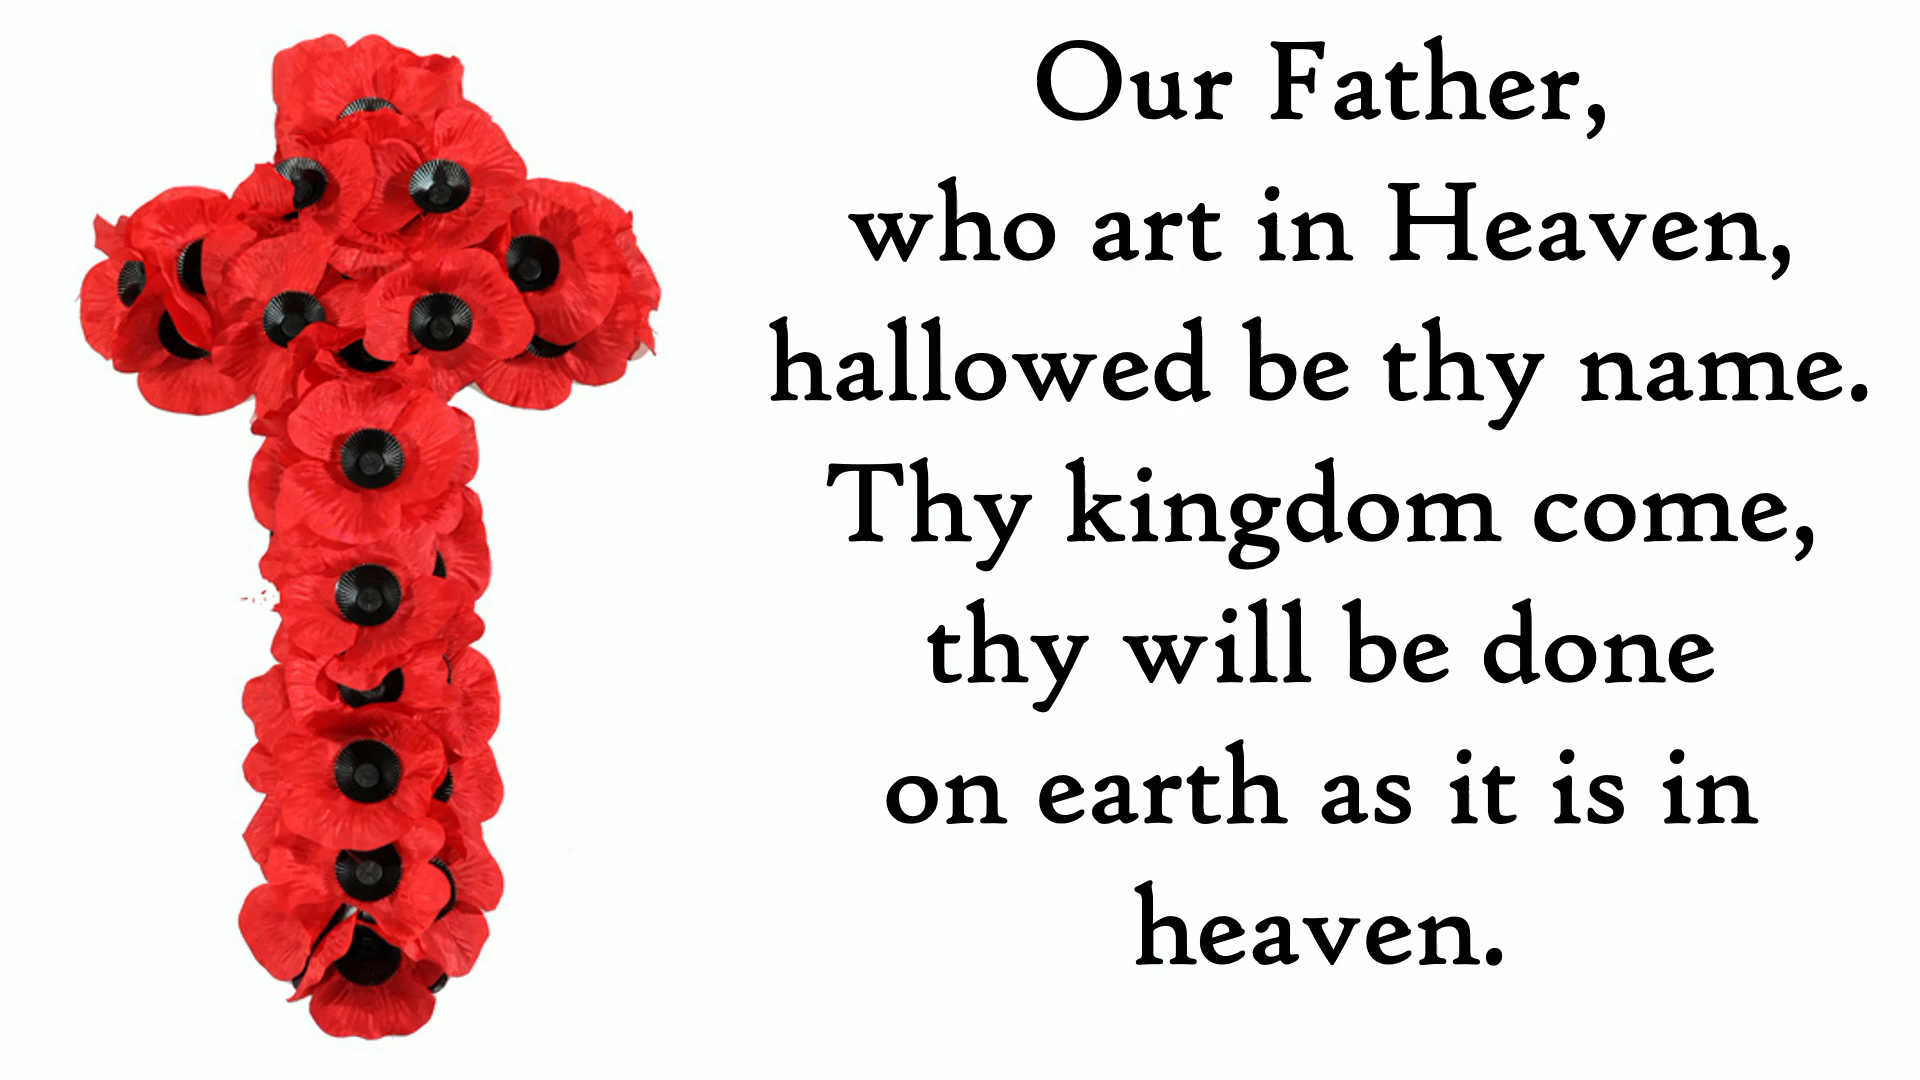 Our Father,
who art in Heaven,
hallowed be thy name.
Thy kingdom come,
thy will be done
on earth as it is in
heaven.